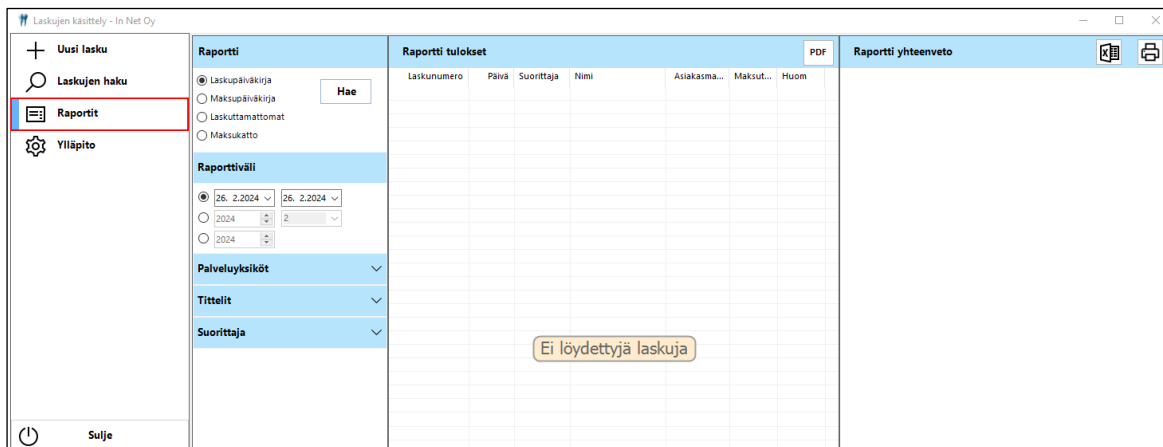 Laskujen käsittely - In Net Oy
Uusi lasku
Laskujen haku
Raportit
Ylläpito
Sulje
Raportti
Laskupäiväkirja
Maksupäiväkirja
Laskuttamattomat
Maksukatto
Hae
Raporttiväli
26. 2.2024 26. 2.2024
2024 2
2024
Palveluyksiköt
Tittelit
Suorittaja
Raportti tulokset
PDF
Laskunumero Päivä Suorittaja Nimi Asiakasma... Maksut... Huom
Ei löydettyjä laskuja
Raportti yhteenveto